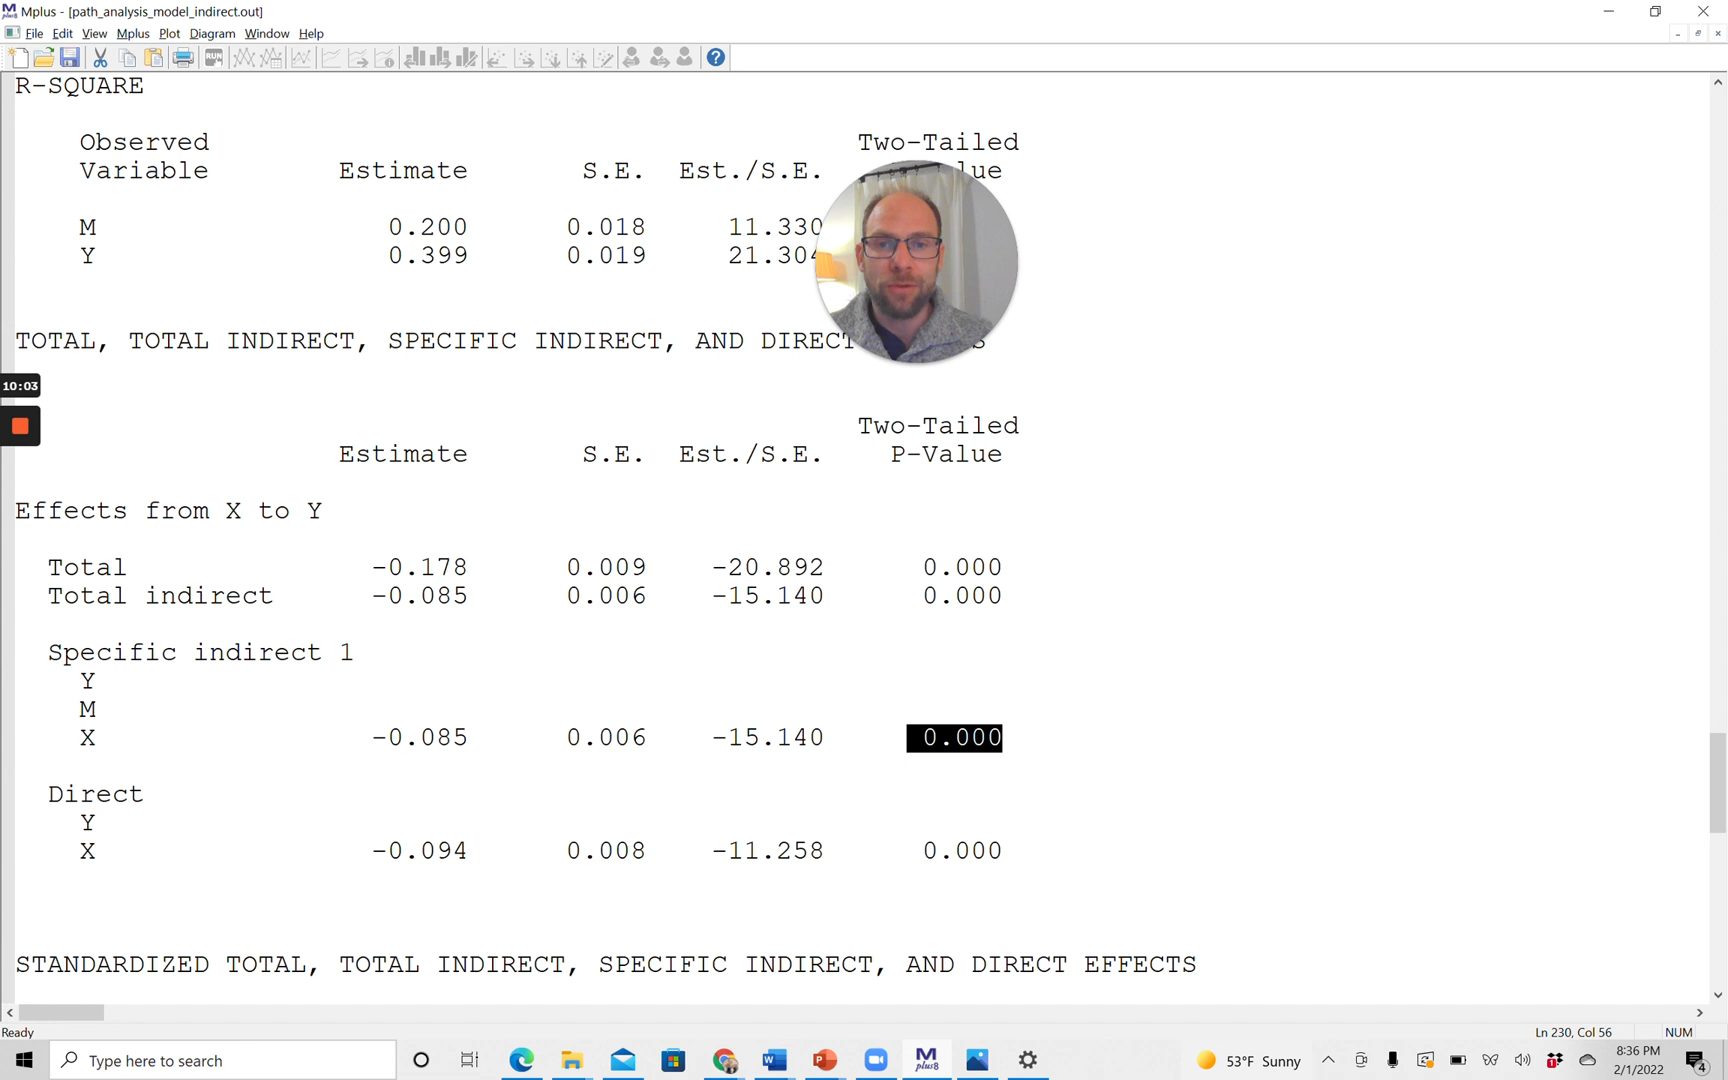 Mplus - [path_analysis_model_indirect.out]
File Edit View Mplus Plot Diagram Window Help
R-SQUARE
Observed Two-Tailed
Variable Estimate S.E. Est./S.E.
M 0.200 0.018 11.330
Y 0.399 0.019 21.304
TOTAL, TOTAL INDIRECT, SPECIFIC INDIRECT, AND DIRECT
10:03
Two-Tailed
Estimate S.E. Est./S.E. P-Value
Effects from X to Y
Total -0.178 0.009 -20.892 0.000
Total indirect -0.085 0.006 -15.140 0.000
Specific indirect 1
Y
M
X -0.085 0.006 -15.140 0.000
Direct
Y
X -0.094 0.008 -11.258 0.000
STANDARDIZED TOTAL, TOTAL INDIRECT, SPECIFIC INDIRECT, AND DIRECT EFFECTS
Ready Ln 230, Col 56 NUM
Type here to search 53°F Sunny 8:36 PM
2/1/2022